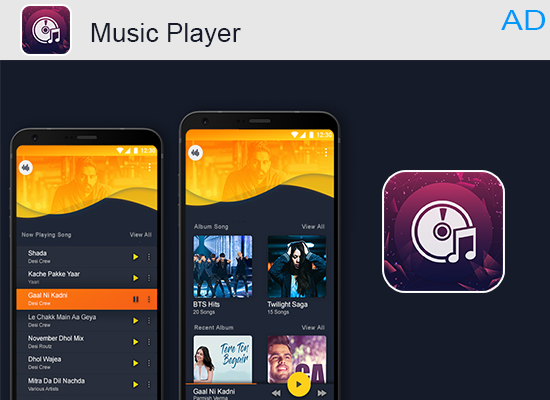 Music Player
AD
12:30
Now Playing Song
View All
Shada
Desi Crew
Kache Pakke Yaar
Yaari
Gaal Ni Kadni
Desi Crew
Le Chakk Main Aa Geya
Desi Crew
November Dhol Mix
Desi Routz
Dhol Wajea
Desi Crew
Mitra Da Dil Nachda
Various Artists
12:30
Album Song
View All
BTS Hits
20 Songs
Twilight Saga
15 Songs
Recent Album
View All
Tere Ton
Begair
Gaal Ni Kadni
Parmish Verma